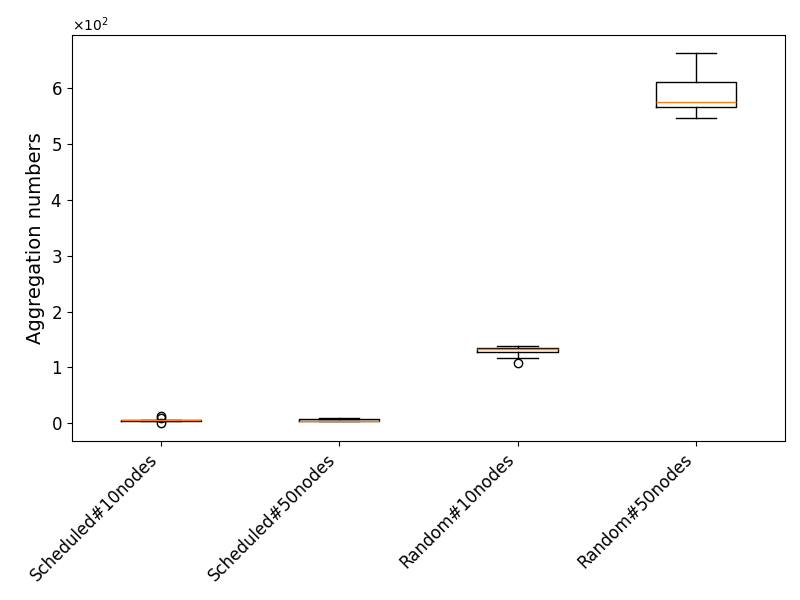 ×10²
6
5
4
3
2
1
0
Aggregation numbers
Scheduled#10nodes
Scheduled#50nodes
Random#10nodes
Random#50nodes